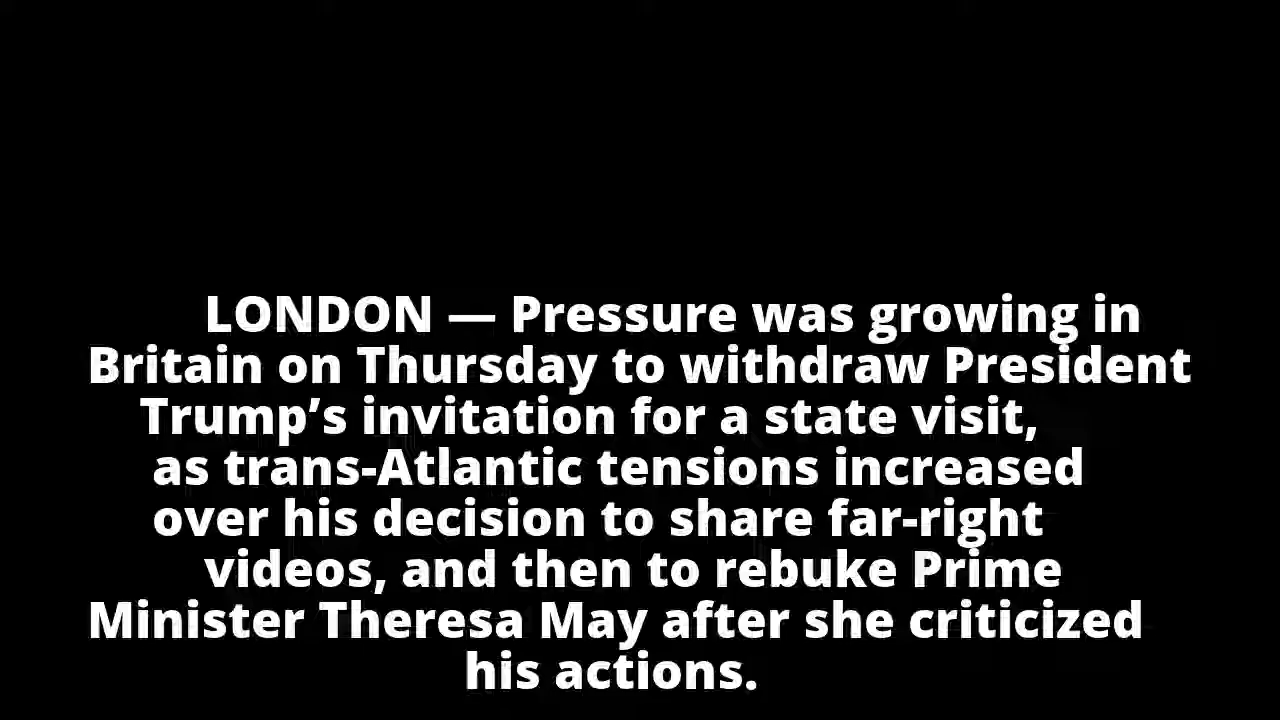 LONDON — Pressure was growing in
Britain on Thursday to withdraw President
Trump’s invitation for a state visit,
as trans-Atlantic tensions increased
over his decision to share far-right
videos, and then to rebuke Prime
Minister Theresa May after she criticized
his actions.